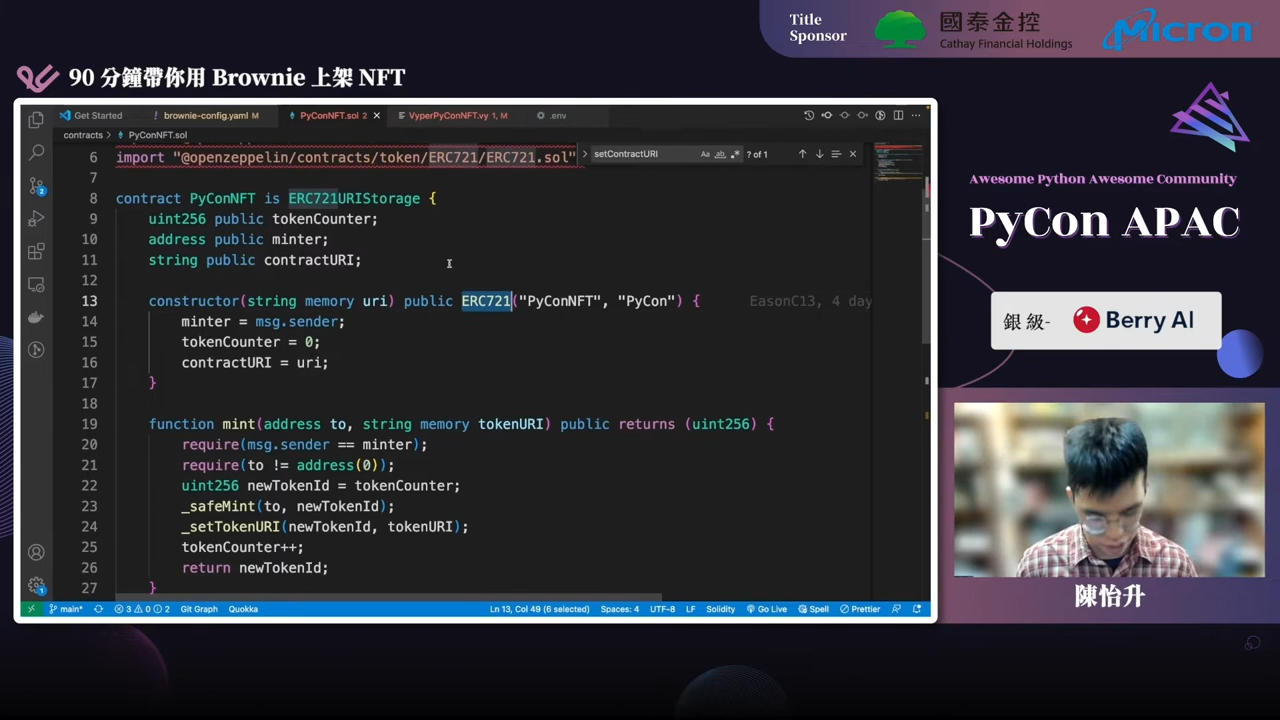 Title
Sponsor
國泰金控
Cathay Financial Holdings
Micron
90 分鐘帶你用 Brownie 上架 NFT
Get Started
brownie-config.yaml M
PyConNFT.sol 2
VyperPyConNFT.vy 1, M
.env
contracts > PyConNFT.sol
setContractURI
Aa ab .* ? of 1
6 import "@openzeppelin/contracts/token/ERC721/ERC721.sol"
7
8 contract PyConNFT is ERC721URIStorage {
9 uint256 public tokenCounter;
10 address public minter;
11 string public contractURI;
12
13 constructor(string memory uri) public ERC721("PyConNFT", "PyCon") { EasonC13, 4 day
14 minter = msg.sender;
15 tokenCounter = 0;
16 contractURI = uri;
17 }
18
19 function mint(address to, string memory tokenURI) public returns (uint256) {
20 require(msg.sender == minter);
21 require(to != address(0));
22 uint256 newTokenId = tokenCounter;
23 _safeMint(to, newTokenId);
24 _setTokenURI(newTokenId, tokenURI);
25 tokenCounter++;
26 return newTokenId;
27 }
main* 3 0 2 Git Graph Quokka Ln 13, Col 49 (6 selected) Spaces: 4 UTF-8 LF Solidity Go Live Spell Prettier
Awesome Python Awesome Community
PyCon APAC
銀級- Berry AI
陳怡升